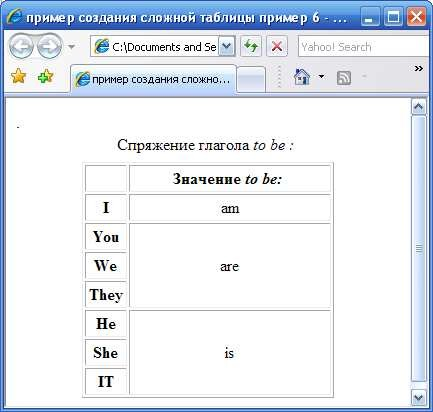 пример создания сложной таблицы пример 6 - ...
C:\Documents and Se
Yahoo! Search
пример создания сложно...
»
.
Спряжение глагола to be :
Значение to be:
I am
You
We are
They
He
She is
IT